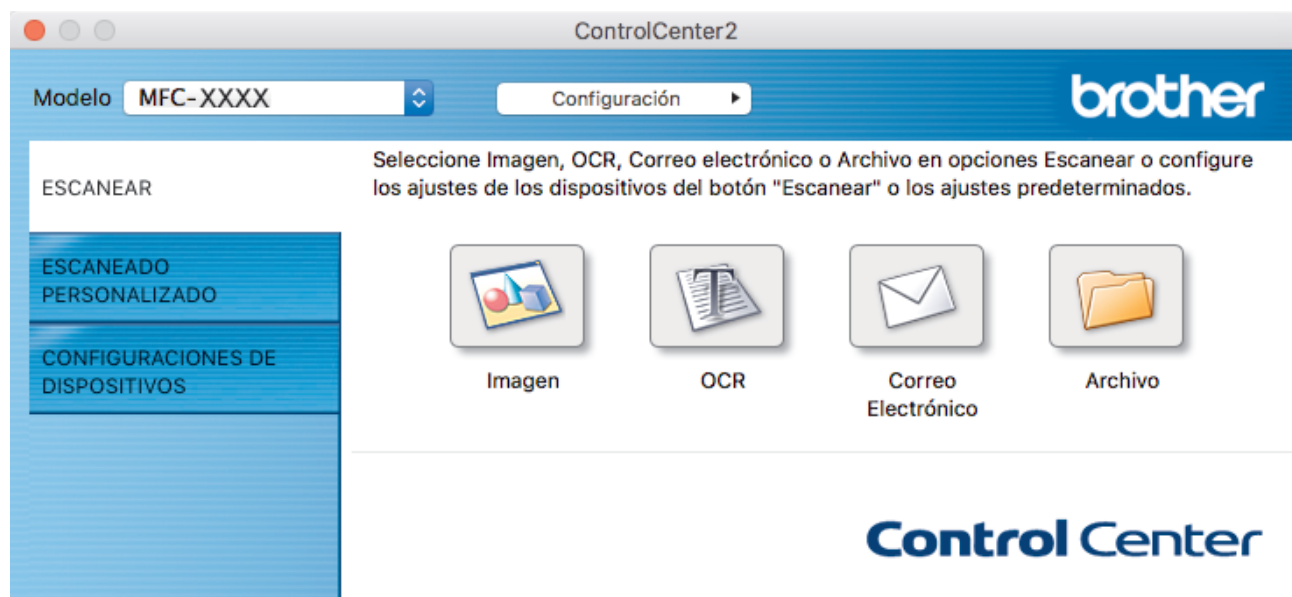 ControlCenter2
Modelo MFC-XXXX Configuración brother
ESCANEAR
Seleccione Imagen, OCR, Correo electrónico o Archivo en opciones Escanear o configure
los ajustes de los dispositivos del botón "Escanear" o los ajustes predeterminados.
ESCANEADO
PERSONALIZADO
CONFIGURACIONES DE
DISPOSITIVOS
T
Imagen OCR Correo Archivo
Electrónico
Control Center